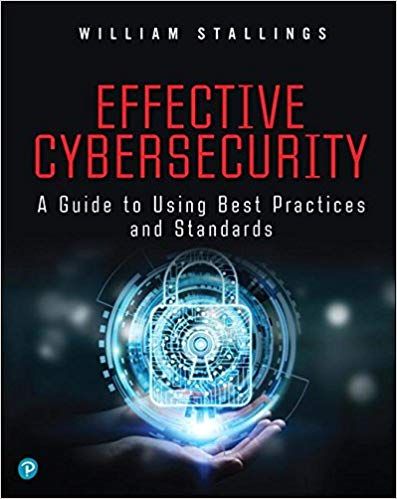 WILLIAM STALLINGS
EFFECTIVE
CYBERSECURITY
A Guide to Using Best Practices
and Standards
P